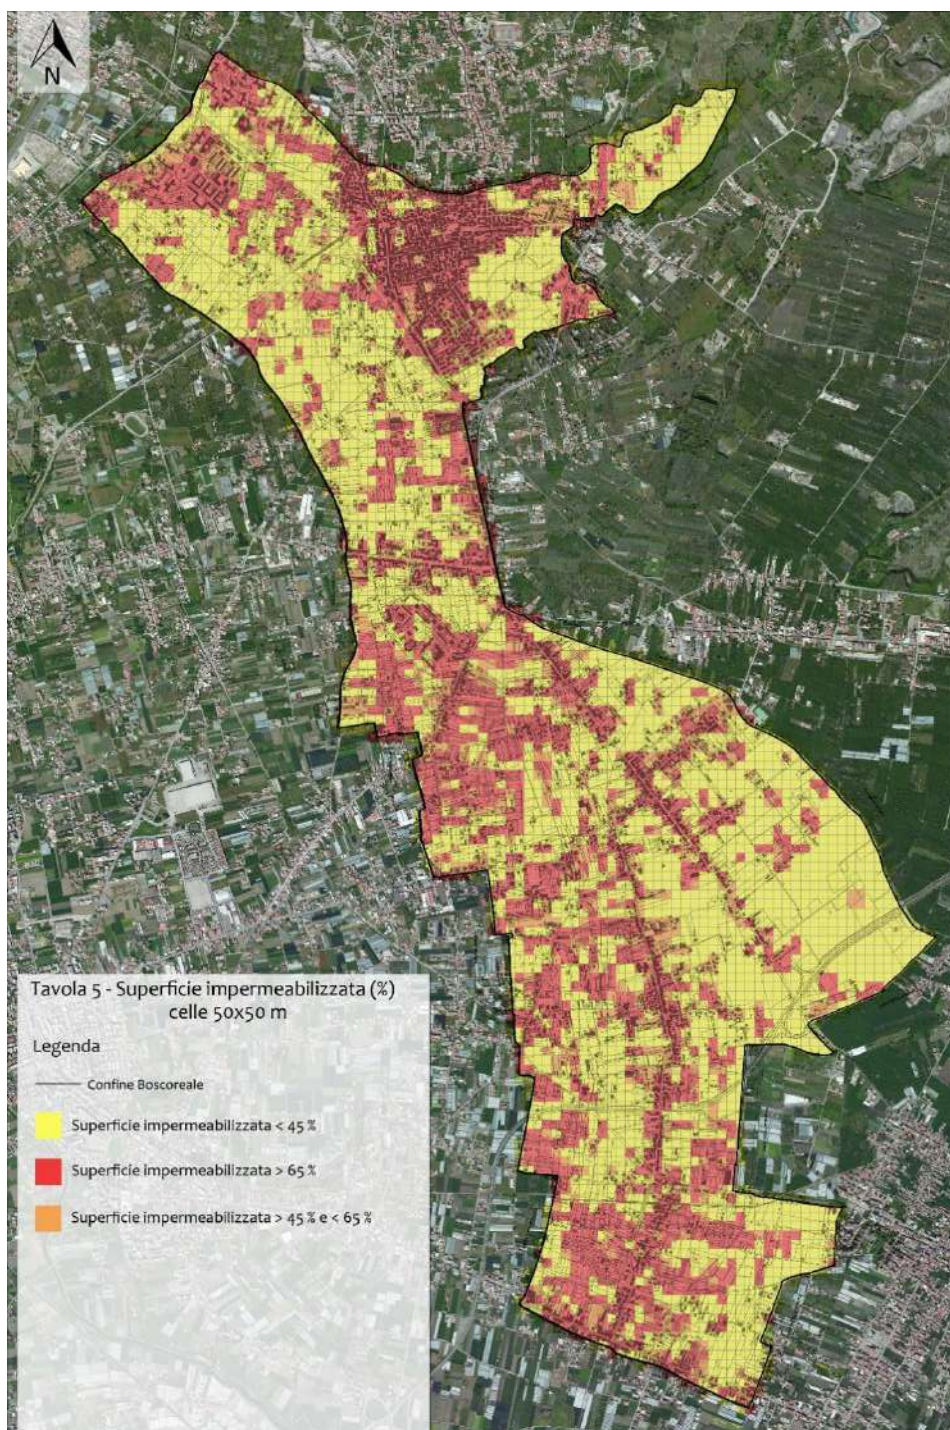 N
Tavola 5 - Superficie impermeabilizzata (%)
celle 50x50 m
Legenda
Confine Boscoreale
Superficie impermeabilizzata < 45 %
Superficie impermeabilizzata > 65 %
Superficie impermeabilizzata > 45 % e < 65 %